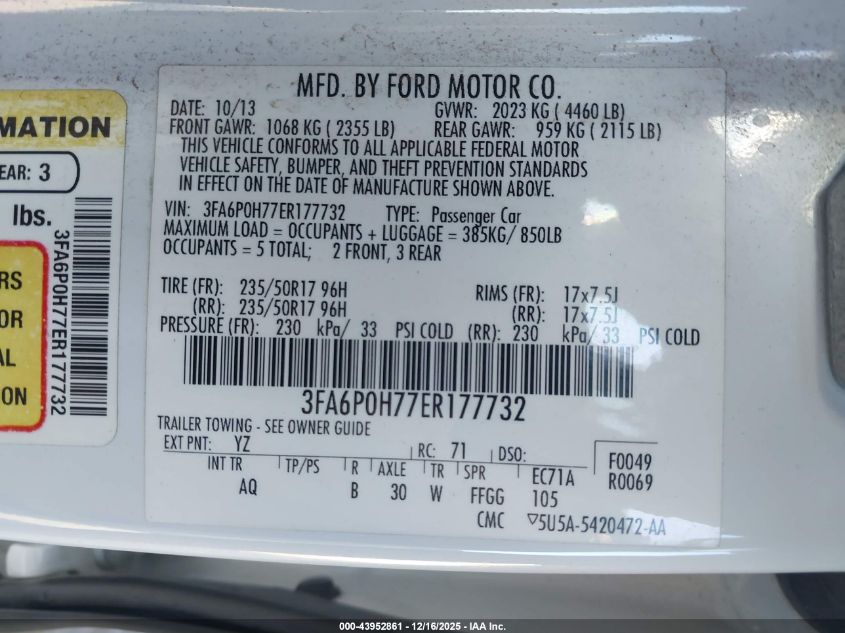 MATION
EAR: 3
lbs.
3FA6P0H77ER177732
RS
OR
AL
ON
MFD. BY FORD MOTOR CO.
DATE: 10/13 GVWR: 2023 KG ( 4460 LB)
FRONT GAWR: 1068 KG ( 2355 LB) REAR GAWR: 959 KG ( 2115 LB)
THIS VEHICLE CONFORMS TO ALL APPLICABLE FEDERAL MOTOR
VEHICLE SAFETY, BUMPER, AND THEFT PREVENTION STANDARDS
IN EFFECT ON THE DATE OF MANUFACTURE SHOWN ABOVE.
VIN: 3FA6P0H77ER177732 TYPE: Passenger Car
MAXIMUM LOAD = OCCUPANTS + LUGGAGE = 385KG/ 850LB
OCCUPANTS = 5 TOTAL; 2 FRONT, 3 REAR
TIRE (FR): 235/50R17 96H RIMS (FR): 17x7.5J
(RR): 235/50R17 96H (RR): 17x7.5J
PRESSURE (FR): 230 kPa/ 33 PSI COLD (RR): 230 kPa/ 33 PSI COLD
3FA6P0H77ER177732
TRAILER TOWING - SEE OWNER GUIDE
EXT PNT: YZ RC: 71 DSO: F0049
INT TR TP/PS R AXLE TR SPR EC71A R0069
AQ B 30 W FFGG 105
CMC ▽5U5A-5420472-AA
000-43952861 - 12/16/2025 - IAA Inc.